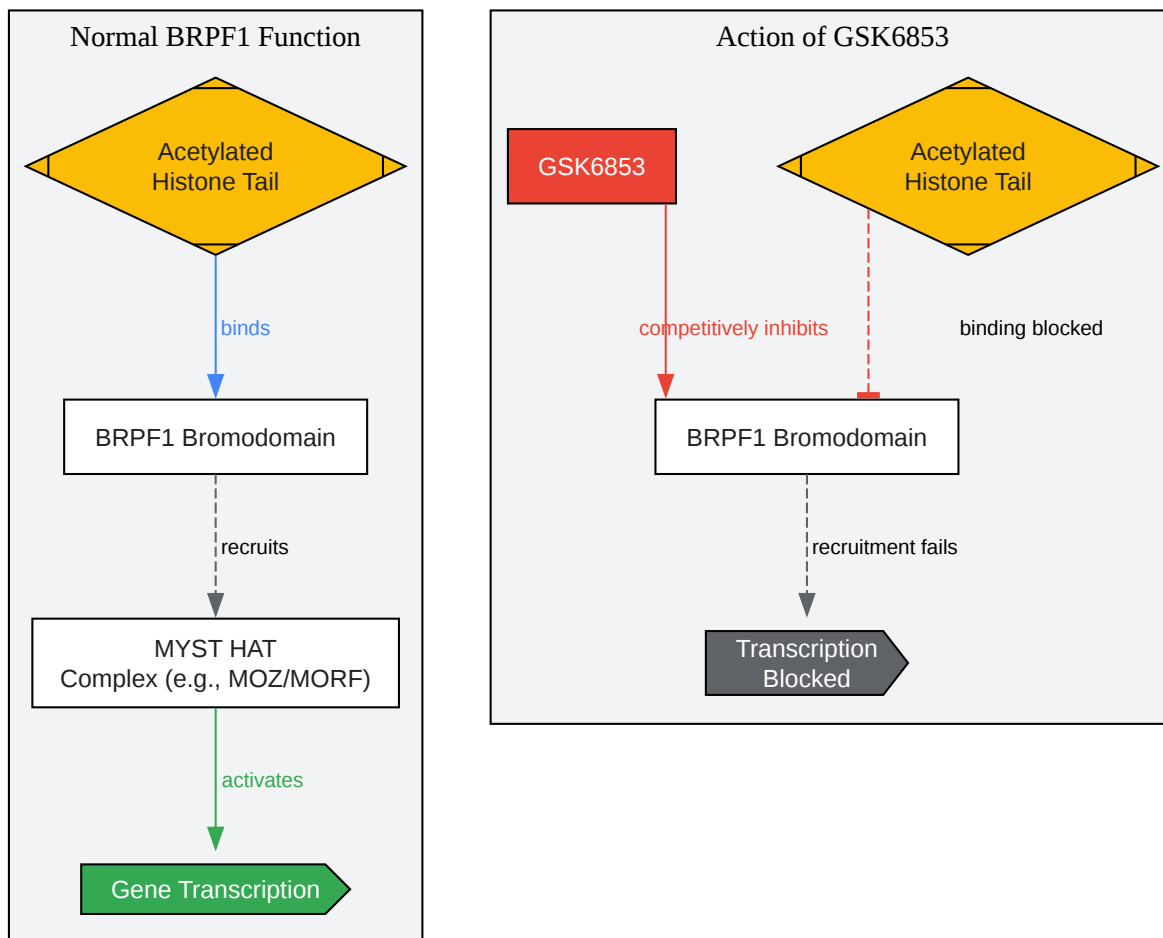 Normal BRPF1 Function
Acetylated
Histone Tail
binds
BRPF1 Bromodomain
recruits
MYST HAT
Complex (e.g., MOZ/MORF)
activates
Gene Transcription
Action of GSK6853
GSK6853
Acetylated
Histone Tail
competitively inhibits
binding blocked
BRPF1 Bromodomain
recruitment fails
Transcription
Blocked